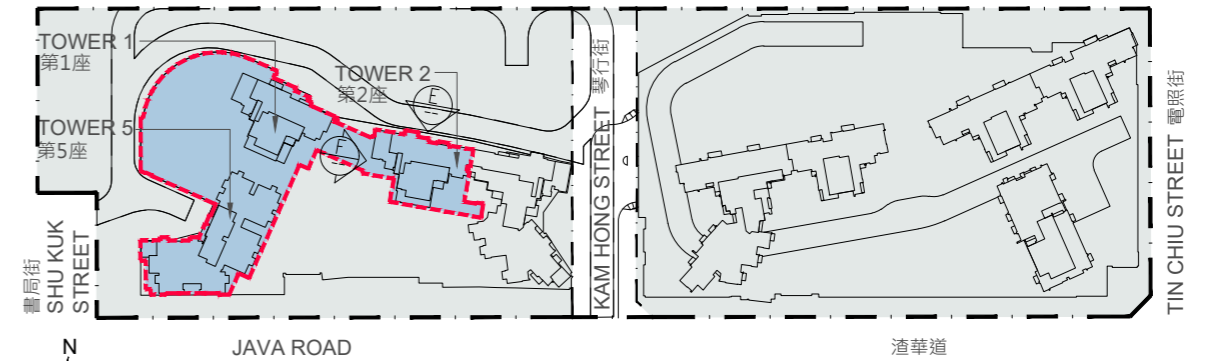 TOWER 1
第1座
TOWER 2
第2座
TOWER 5
第5座
E
F
書局街
SHU KUK
STREET
KAM HONG STREET 琴行街
TIN CHIU STREET 電照街
N
JAVA ROAD
渣華道